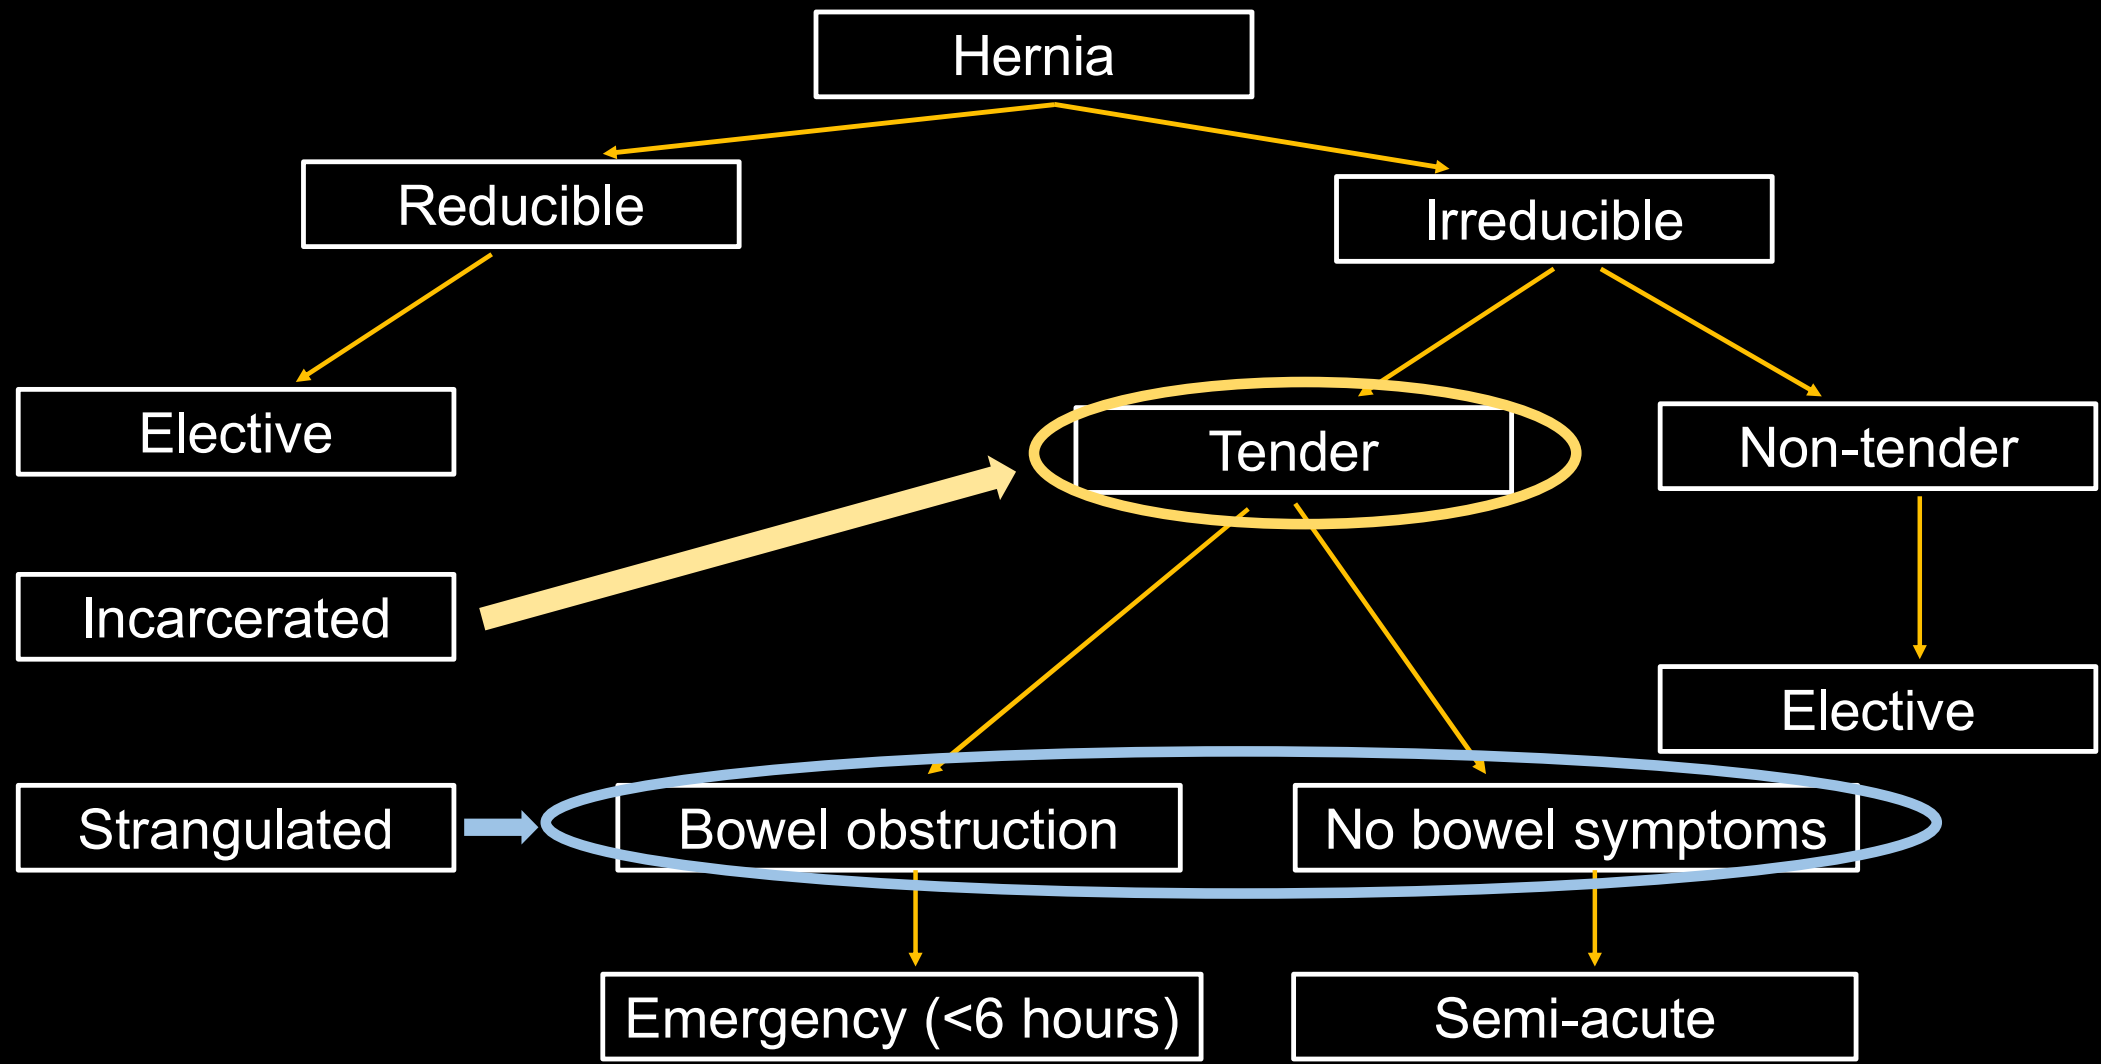 Hernia
Reducible
Irreducible
Elective
Tender
Non-tender
Incarcerated
Elective
Strangulated
Bowel obstruction
No bowel symptoms
Emergency (<6 hours)
Semi-acute